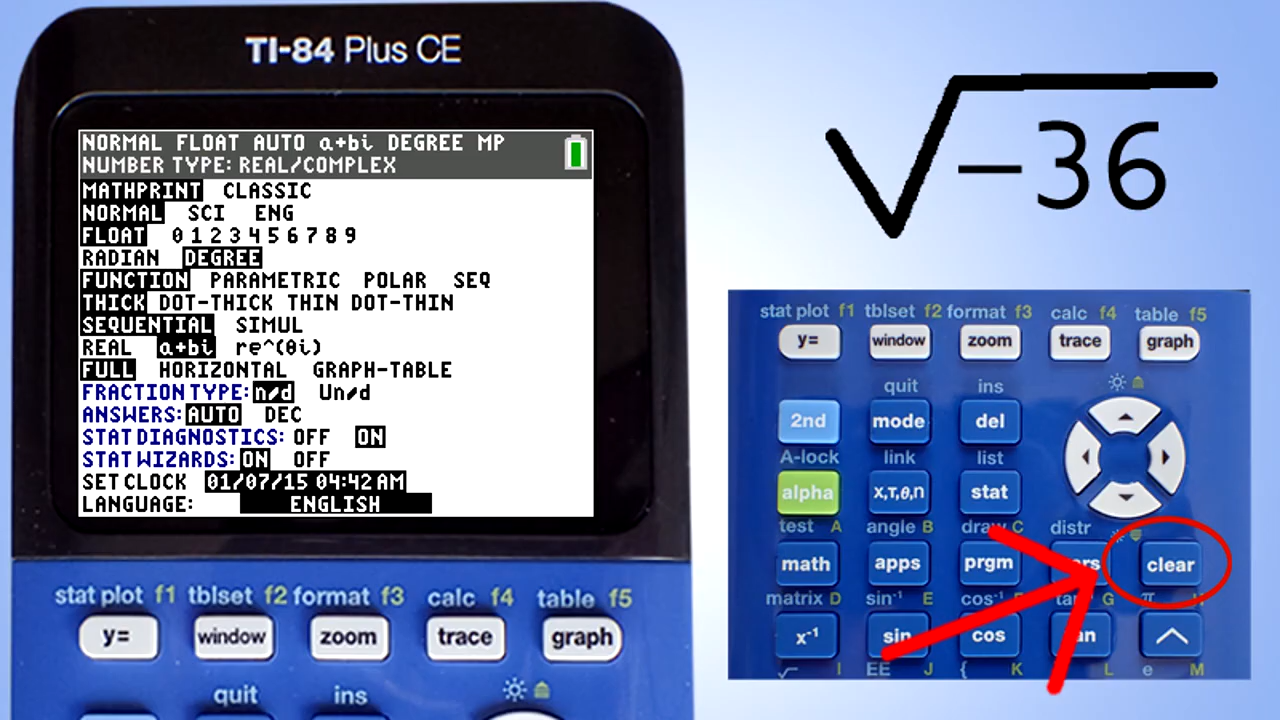 TI-84 Plus CE
NORMAL FLOAT AUTO a+bi DEGREE MP
NUMBER TYPE: REAL/COMPLEX
MATHPRINT CLASSIC
NORMAL SCI ENG
FLOAT 0 1 2 3 4 5 6 7 8 9
RADIAN DEGREE
FUNCTION PARAMETRIC POLAR SEQ
THICK DOT-THICK THIN DOT-THIN
SEQUENTIAL SIMUL
REAL a+bi re^(θi)
FULL HORIZONTAL GRAPH-TABLE
FRACTION TYPE: n/d Un/d
ANSWERS: AUTO DEC
STAT DIAGNOSTICS: OFF ON
STAT WIZARDS: ON OFF
SET CLOCK 01/07/15 04:42 AM
LANGUAGE: ENGLISH
stat plot f1 tblset f2 format f3 calc f4 table f5
y= window zoom trace graph
quit ins
√-36
stat plot f1 tblset f2 format f3 calc f4 table f5
y= window zoom trace graph
quit ins
2nd mode del
A-lock link list
alpha X,T,θ,n stat
test A angle B draw C distr
math apps prgm clear
matrix D sin⁻¹ E cos⁻¹ G π
x⁻¹ sin cos
√ I EE J { K L e M